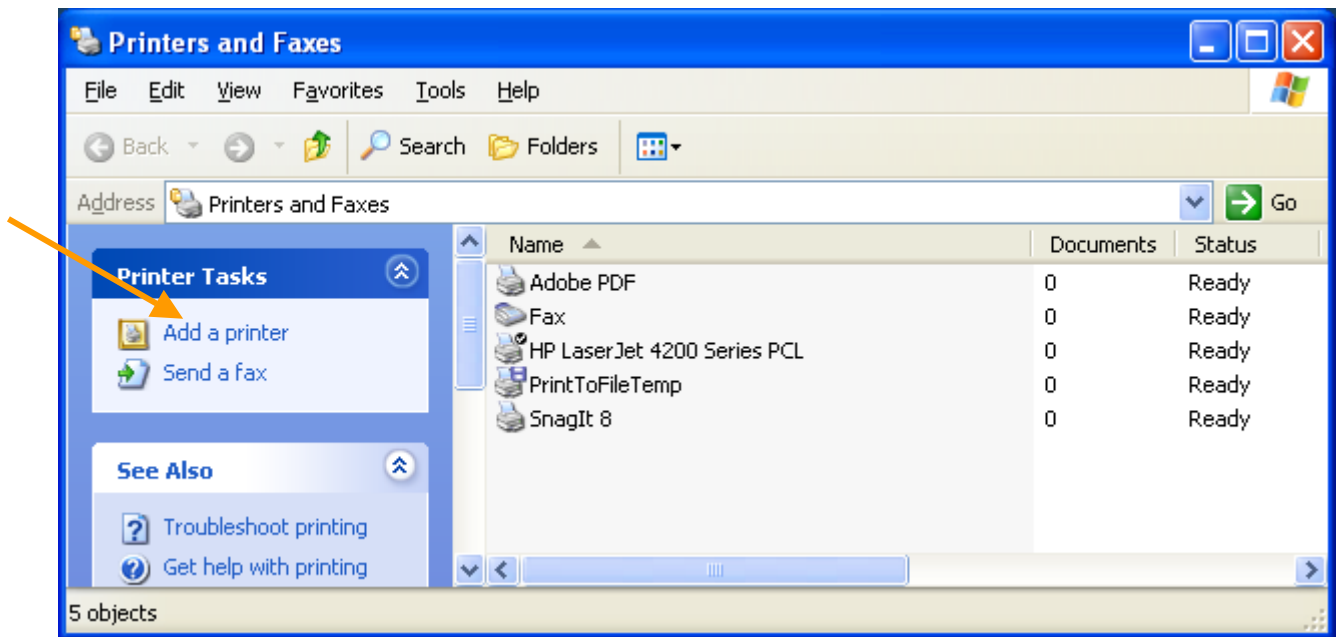 Printers and Faxes
File Edit View Favorites Tools Help
Back Search Folders
Address Printers and Faxes Go
Printer Tasks
Add a printer
Send a fax
See Also
Troubleshoot printing
Get help with printing
Name Documents Status
Adobe PDF 0 Ready
Fax 0 Ready
HP LaserJet 4200 Series PCL 0 Ready
PrintToFileTemp 0 Ready
SnagIt 8 0 Ready
5 objects